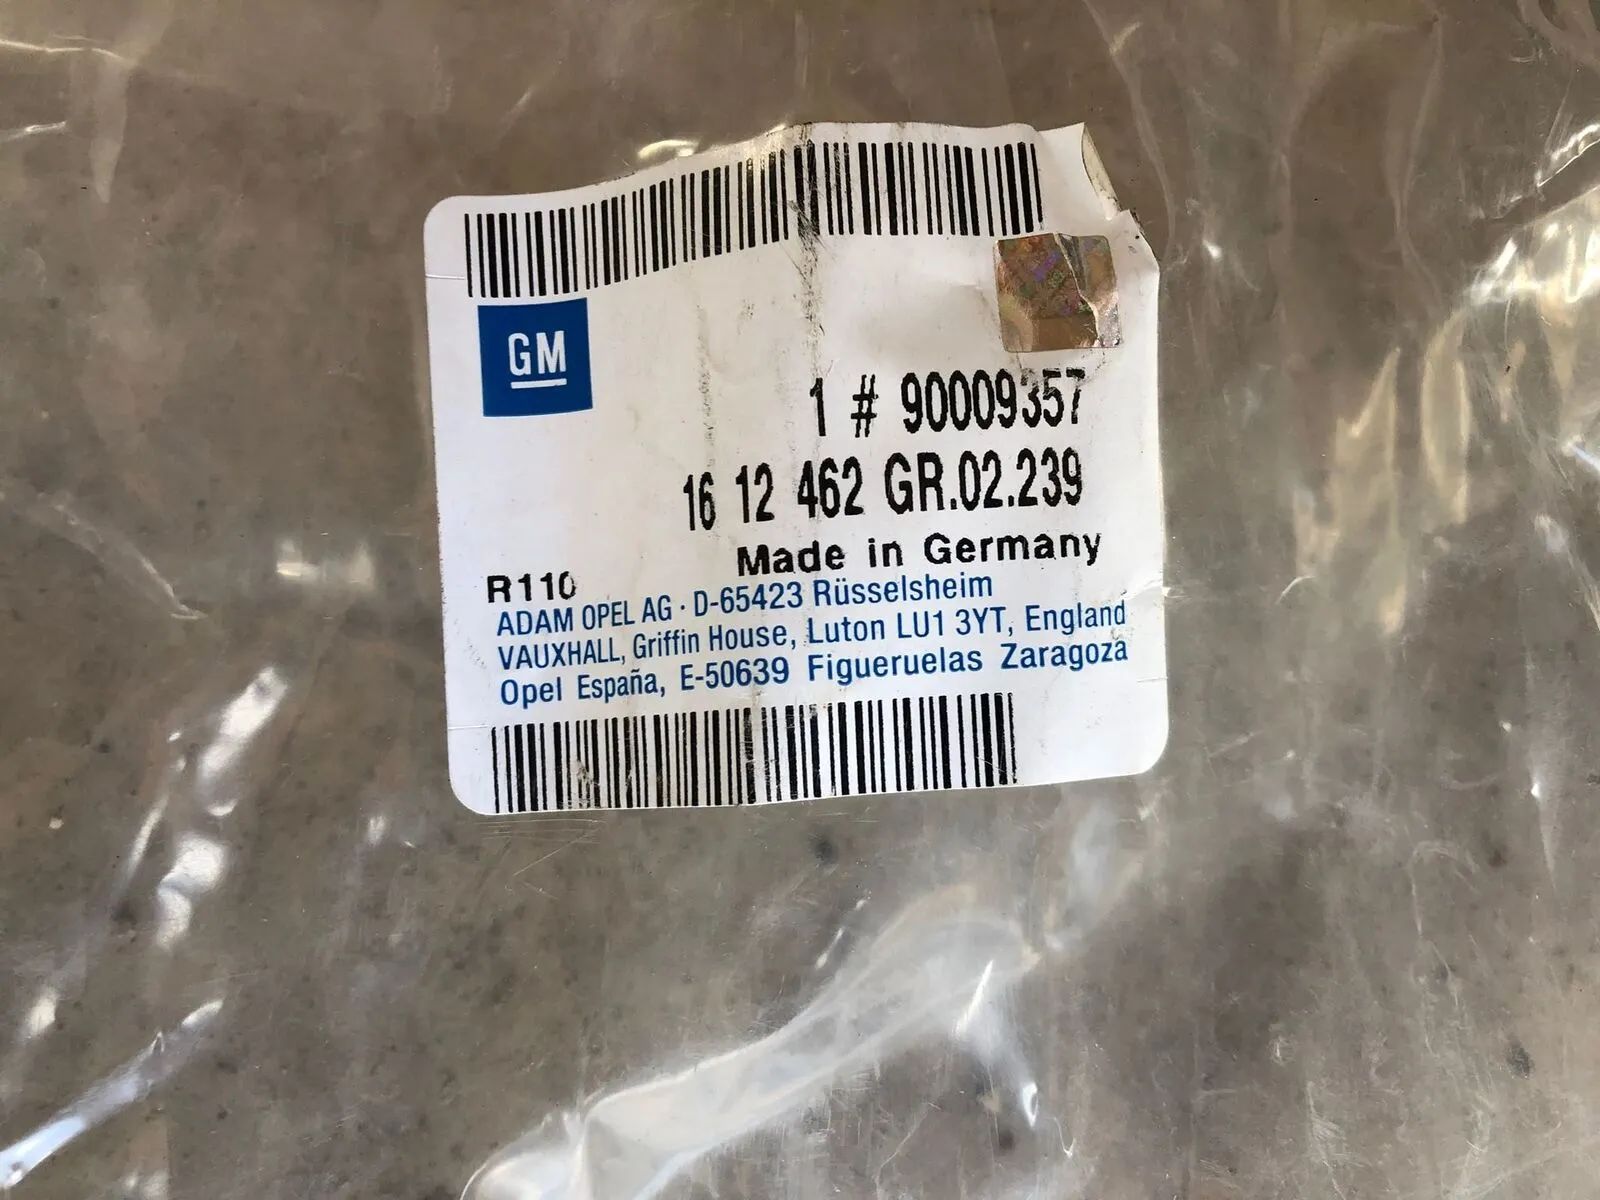 GM
1 # 90009357
16 12 462 GR.02.239
Made in Germany
R110
ADAM OPEL AG · D-65423 Rüsselsheim
VAUXHALL, Griffin House, Luton LU1 3YT, England
Opel España, E-50639 Figueruelas Zaragoza